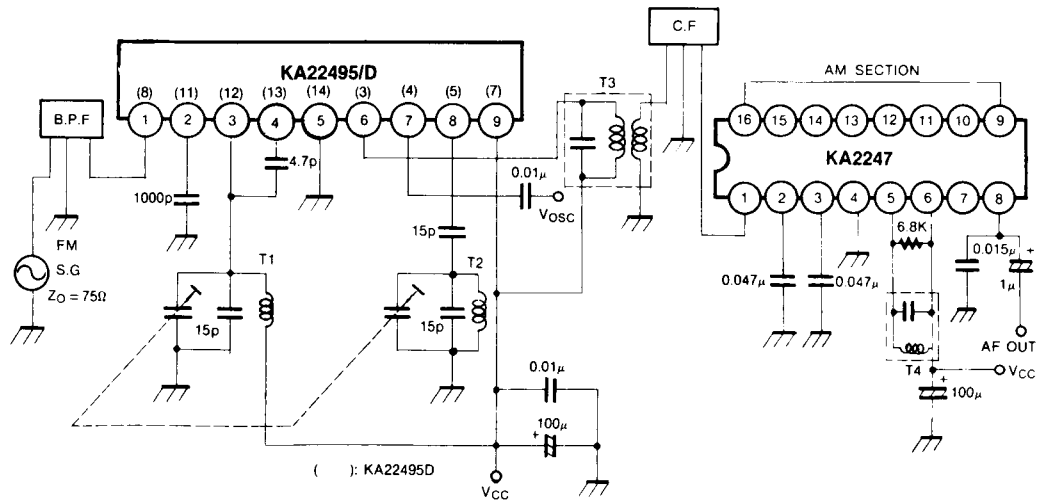 C.F
KA22495/D
(8) (11) (12) (13) (14) (3) (4) (5) (7)
1 2 3 4 5 6 7 8 9
B.P.F
T3
AM SECTION
16 15 14 13 12 11 10 9
KA2247
1 2 3 4 5 6 7 8
4.7p
0.01μ
VOSC
1000p
15p
6.8K
FM
S.G
ZO = 75Ω
T1
T2
15p
15p
0.047μ
0.047μ
0.015μ
+
1μ
AF OUT
T4
VCC
+
100μ
0.01μ
100μ
+
( ): KA22495D
VCC